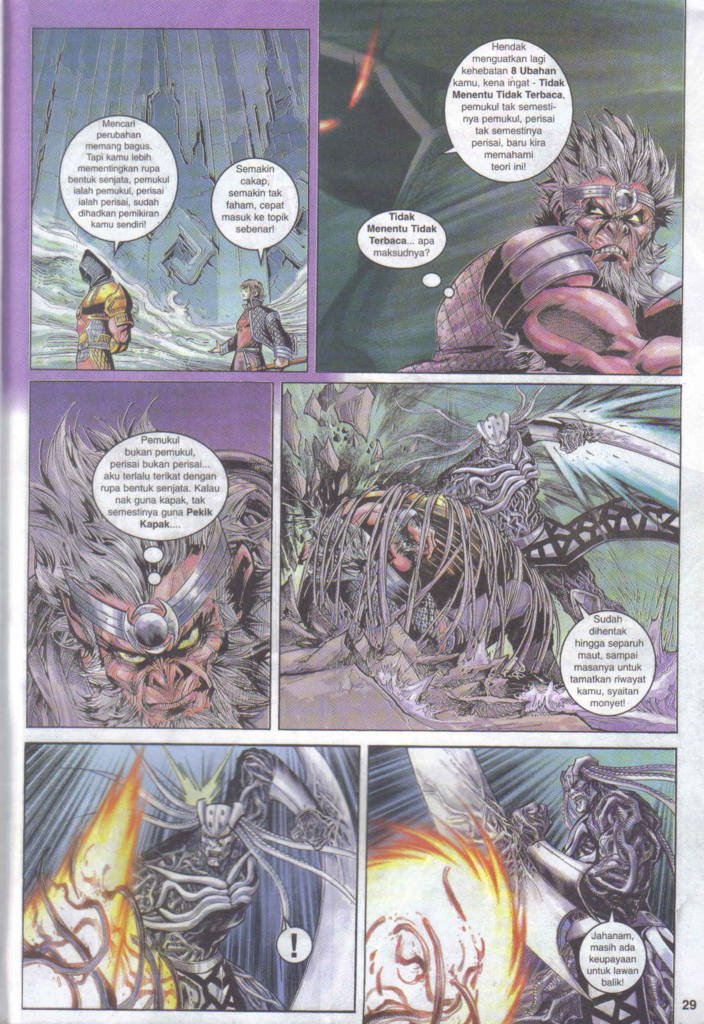 Mencari
perubahan
memang bagus.
Tapi kamu lebih
mementingkan rupa
bentuk senjata, pemukul
ialah pemukul, perisai
ialah perisai, sudah
dihadkan pemikiran
kamu sendiri!
Semakin
cakap,
semakin tak
faham, cepat
masuk ke topik
sebenar!
Hendak
menguatkan lagi
kehebatan 8 Ubahan
kamu, kena ingat - Tidak
Menentu Tidak Terbaca,
pemukul tak semesti-
nya pemukul, perisai
tak semestinya
perisai, baru kira
memahami
teori ini!
Tidak
Menentu Tidak
Terbaca... apa
maksudnya?
Pemukul
bukan pemukul,
perisai bukan perisai...
aku terlalu terikat dengan
rupa bentuk senjata. Kalau
nak guna kapak, tak
semestinya guna Pekik
Kapak....
Sudah
dihentak
hingga separuh
maut, sampai
masanya untuk
tamatkan riwayat
kamu, syaitan
monyet!
!
Jahanam,
masih ada
keupayaan
untuk lawan
balik!
29